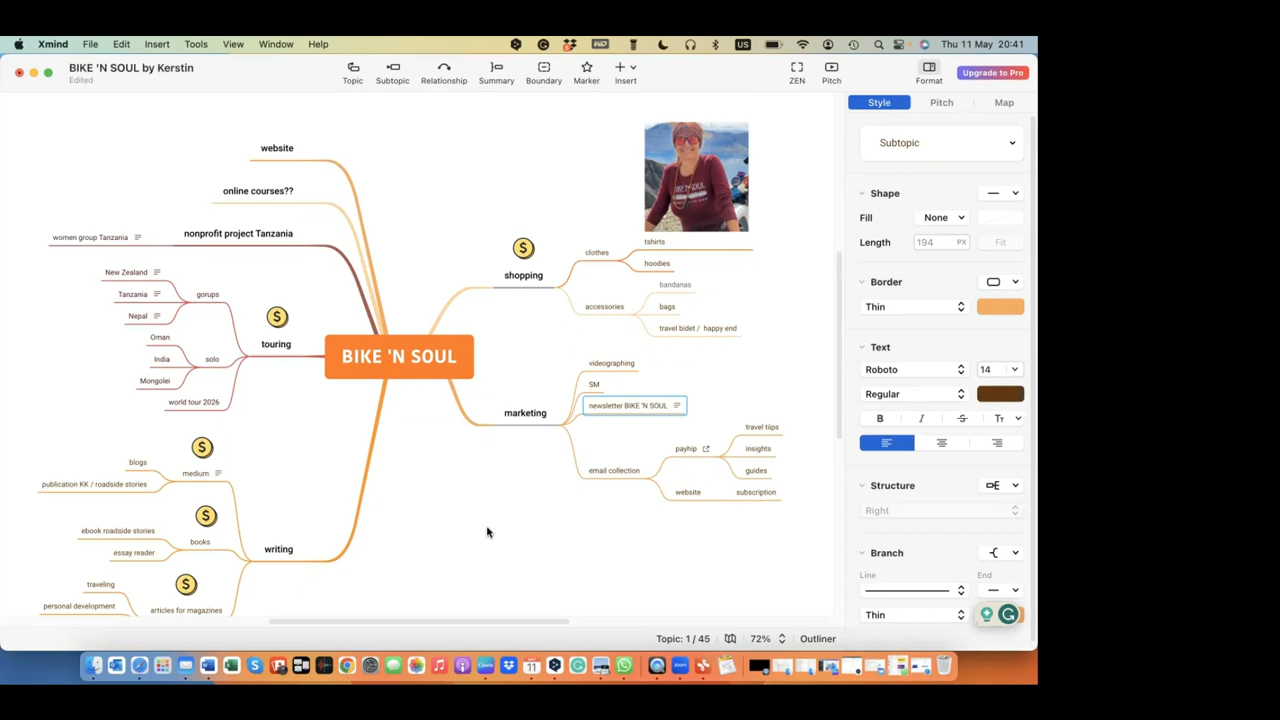 Xmind File Edit Insert Tools View Window Help US Thu 11 May 20:41
BIKE 'N SOUL by Kerstin
Edited
Topic Subtopic Relationship Summary Boundary Marker Insert ZEN Pitch Format Upgrade to Pro
Style Pitch Map
Subtopic
Shape
Fill None
Length 194 PX Fit
Border
Thin
Text
Roboto 14
Regular
B I S Tт
Structure
Right
Branch
Line End
Thin
website
online courses??
nonprofit project Tanzania
women group Tanzania
New Zealand
Tanzania
Nepal
gorups
touring
Oman
India
Mongolei
solo
world tour 2026
BIKE 'N SOUL
blogs
publication KK / roadside stories
medium
ebook roadside stories
essay reader
books
writing
traveling
personal development
articles for magazines
BIKE'N SOUL
shopping
clothes
tshirts
hoodies
accessories
bandanas
bags
travel bidet / happy end
marketing
videographing
SM
newsletter BIKE 'N SOUL
email collection
payhip
travel tiips
insights
guides
website
subscription
Topic: 1 / 45 72% Outliner